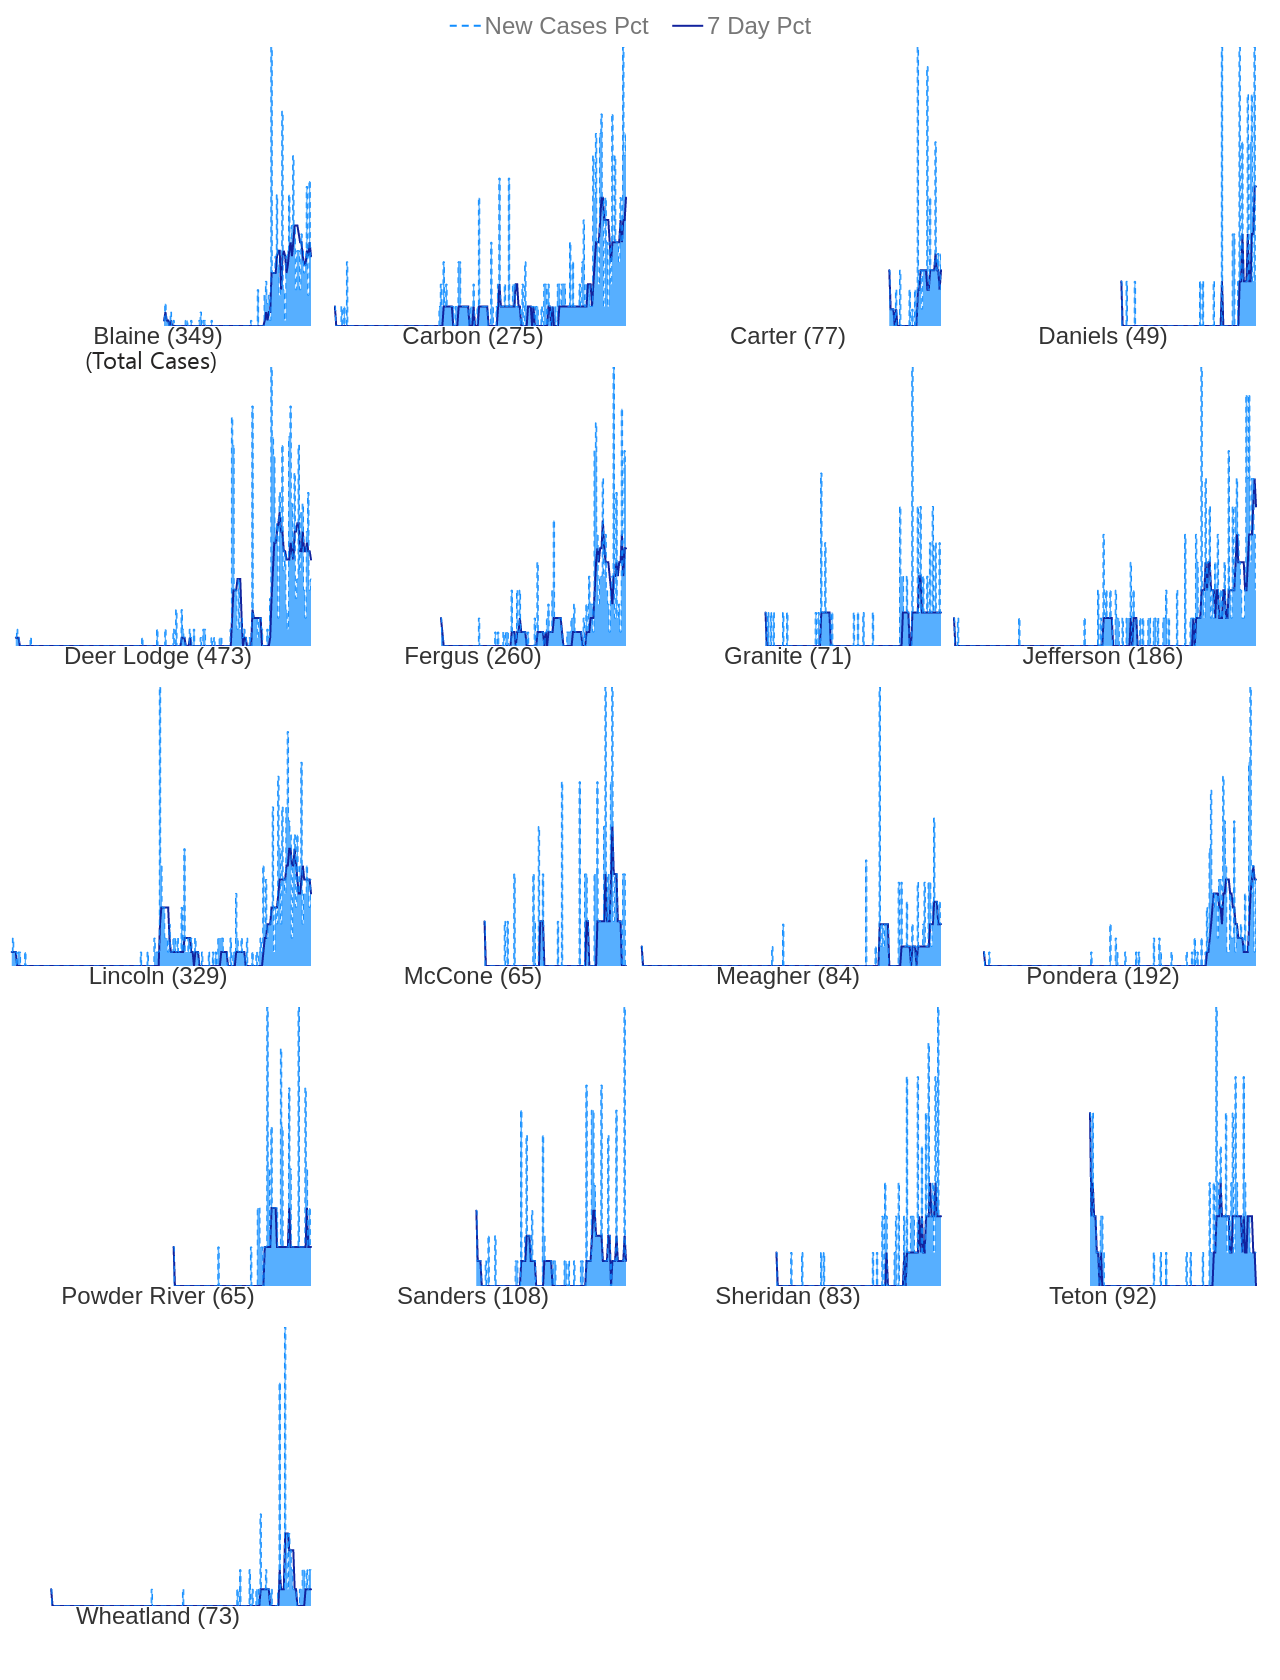 New Cases Pct 7 Day Pct
Blaine (349) Carbon (275) Carter (77) Daniels (49)
(Total Cases)
Deer Lodge (473) Fergus (260) Granite (71) Jefferson (186)
Lincoln (329) McCone (65) Meagher (84) Pondera (192)
Powder River (65) Sanders (108) Sheridan (83) Teton (92)
Wheatland (73)